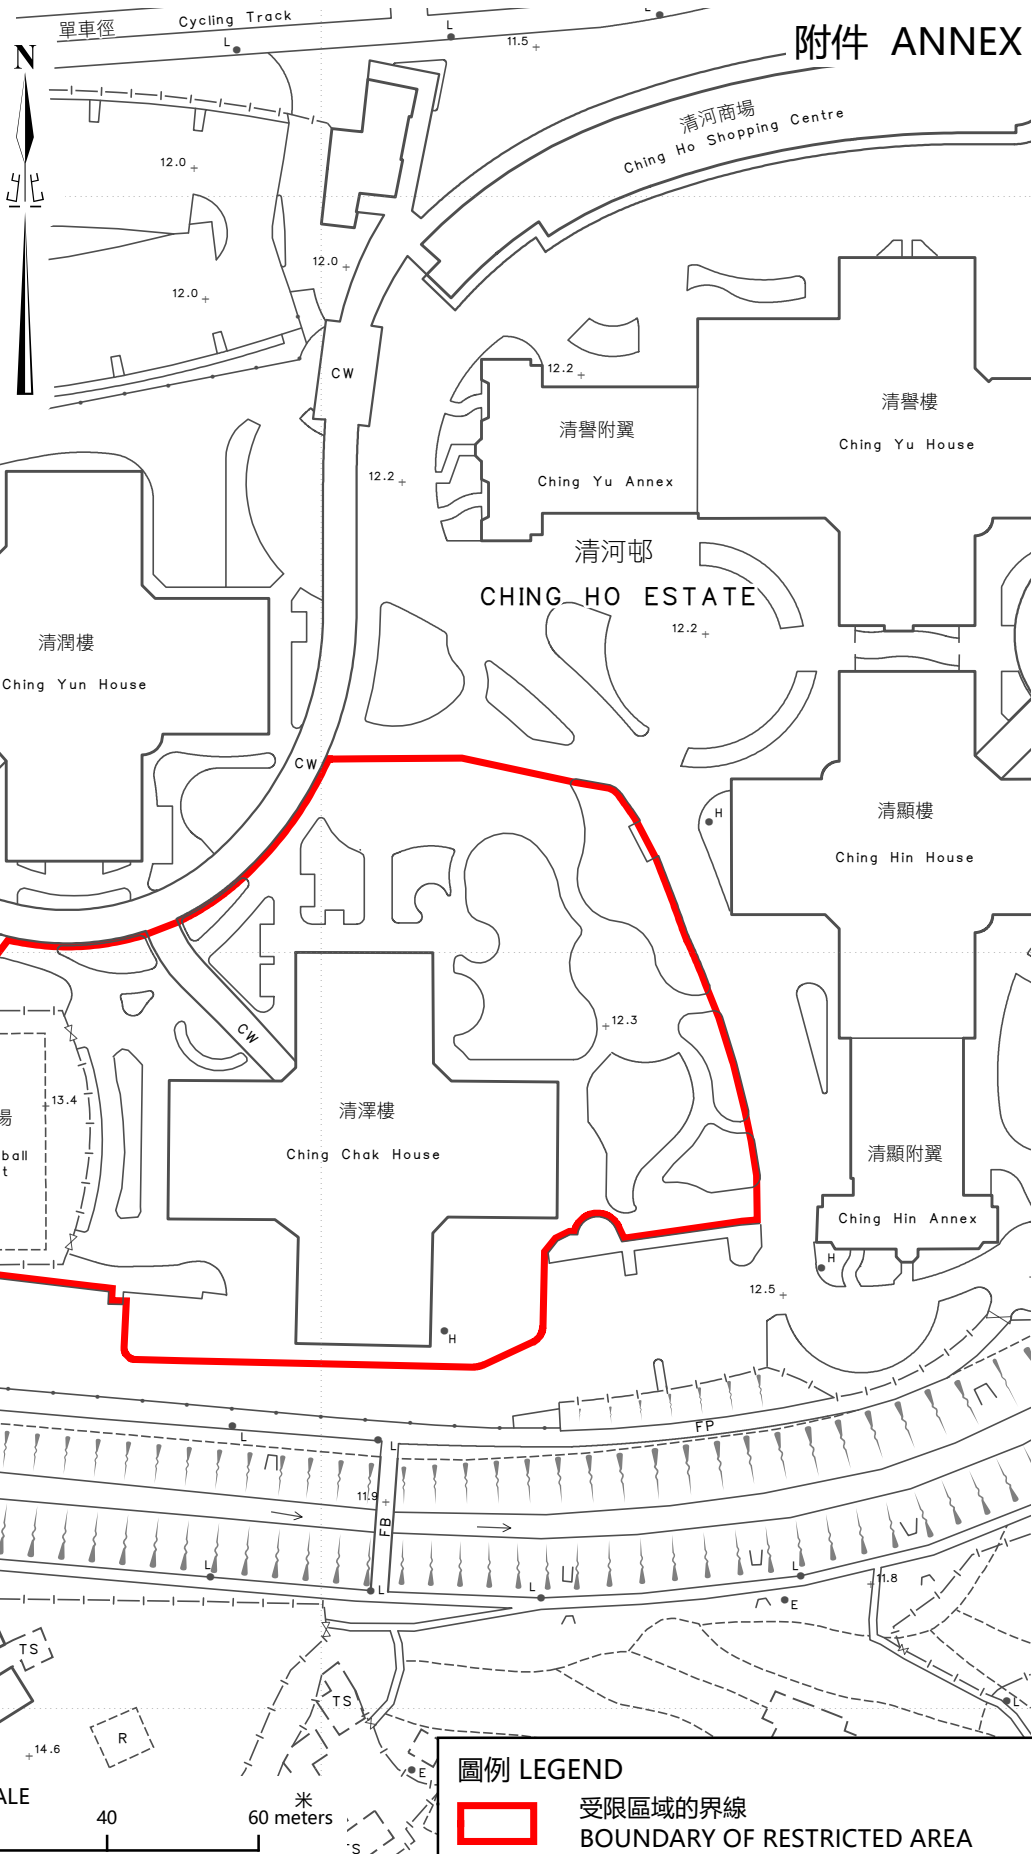 附件 ANNEX
單車徑
Cycling Track
L
L
L
11.5
N
清河商場
Ching Ho Shopping Centre
12.0
12.0
12.0
CW
12.2
清譽附翼
Ching Yu Annex
清譽樓
Ching Yu House
12.2
清河邨
CHING HO ESTATE
12.2
清潤樓
Ching Yun House
CW
H
清顯樓
Ching Hin House
CW
12.3
13.4
場
ball
t
清澤樓
Ching Chak House
清顯附翼
Ching Hin Annex
H
12.5
H
FP
L
L
11.9
FB
L
L
L
L
11.8
E
TS
TS
R
14.6
E
L
TS
ALE
米
40
60 meters
圖例 LEGEND
受限區域的界線
BOUNDARY OF RESTRICTED AREA